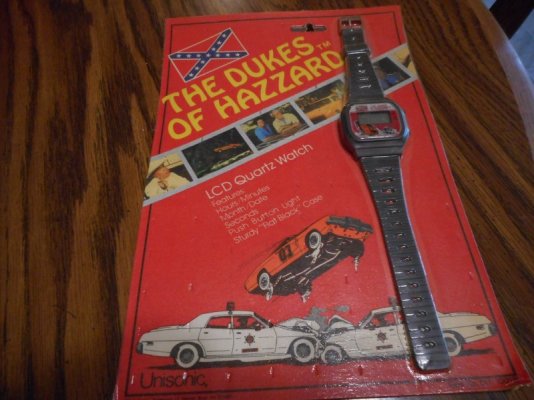 THE DUKES
OF HAZZARD™
LCD Quartz Watch
Features:
Hours/Minutes
Month/Date
Seconds
Push Button Light
Sturdy "Flat Black" Case
01
Unisonic